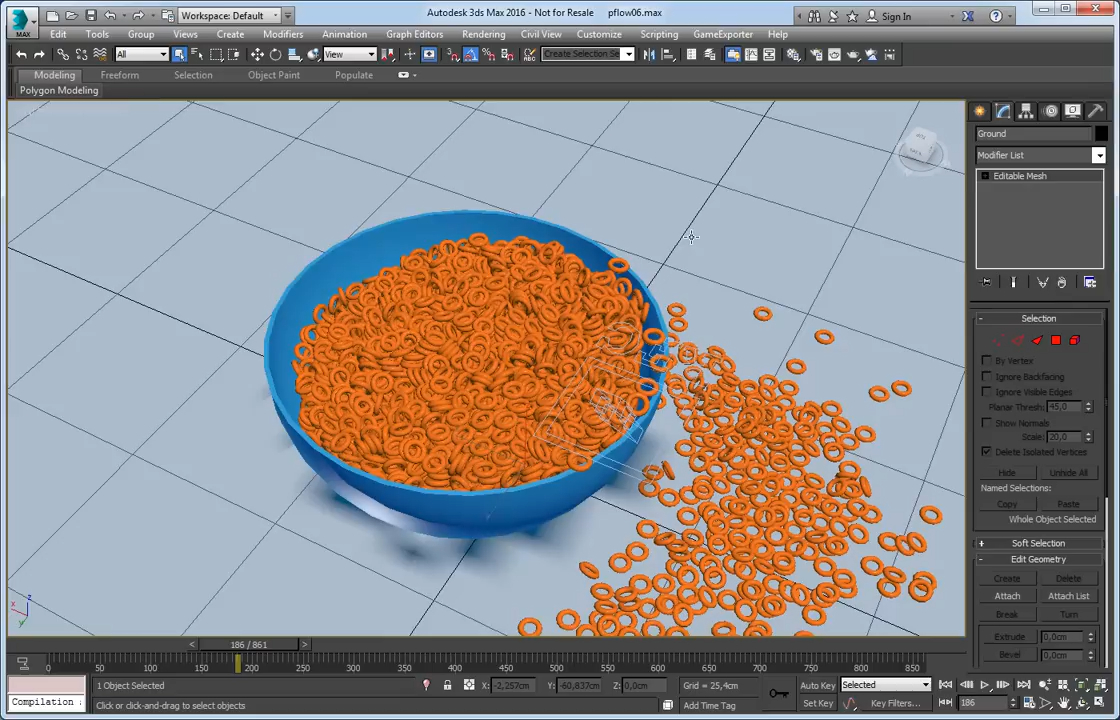 Autodesk 3ds Max 2016 - Not for Resale pflow06.max
MAX
Workspace: Default
Sign In
Edit Tools Group Views Create Modifiers Animation Graph Editors Rendering Civil View Customize Scripting GameExporter Help
All
View
Create Selection Se
Modeling Freeform Selection Object Paint Populate
Polygon Modeling
Ground
Modifier List
Editable Mesh
Selection
By Vertex
Ignore Backfacing
Ignore Visible Edges
Planar Thresh: 45,0
Show Normals
Scale: 20,0
Delete Isolated Vertices
Hide Unhide All
Named Selections:
Copy Paste
Whole Object Selected
Soft Selection
Edit Geometry
Create Delete
Attach Attach List
Break Turn
Extrude 0,0cm
Bevel 0,0cm
x z y
< 186 / 861 >
0 50 100 150 200 250 300 350 400 450 500 550 600 650 700 750 800 850
1 Object Selected
X: -2,257cm Y: -60,837cm Z: 0,0cm
Grid = 25,4cm
Auto Key
Selected
Compilation
Click or click-and-drag to select objects
Add Time Tag
Set Key
Key Filters...
186